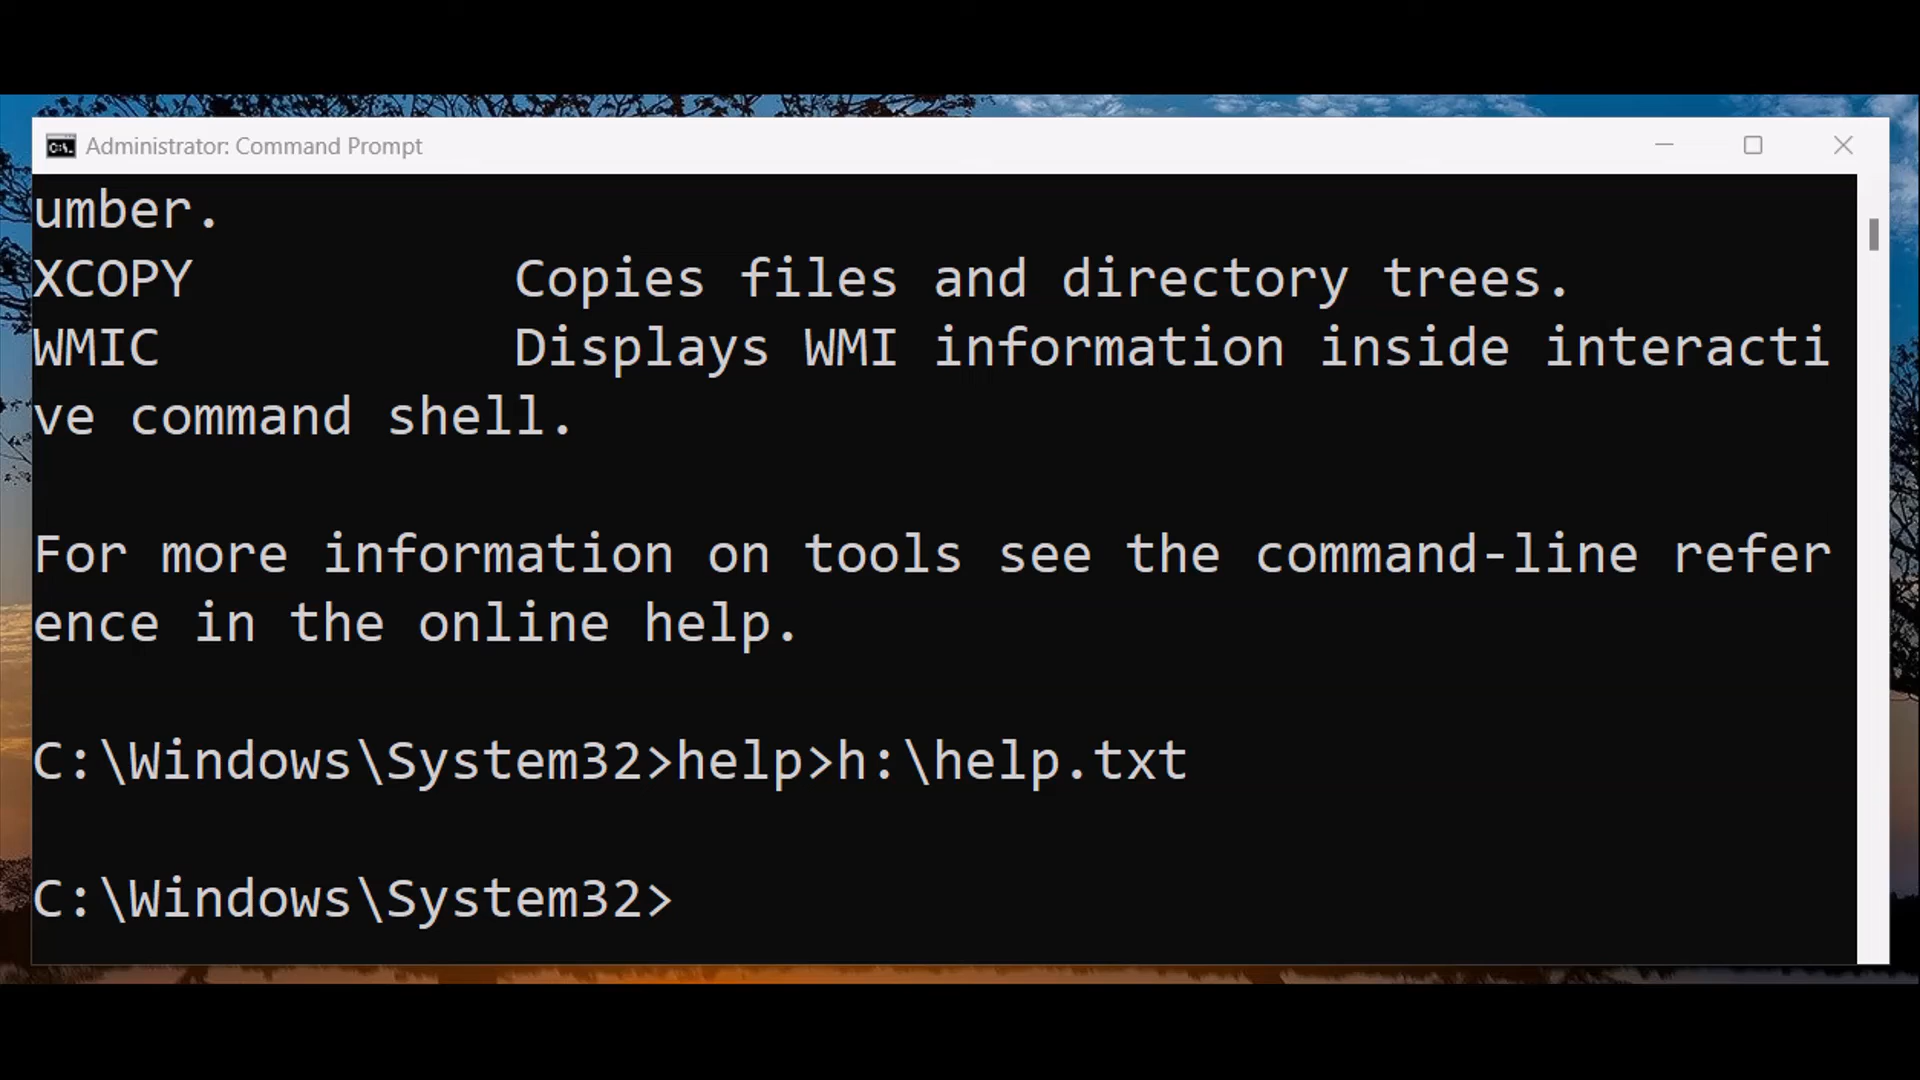 Administrator: Command Prompt
umber.
XCOPY Copies files and directory trees.
WMIC Displays WMI information inside interacti
ve command shell.
For more information on tools see the command-line refer
ence in the online help.
C:\Windows\System32>help>h:\help.txt
C:\Windows\System32>